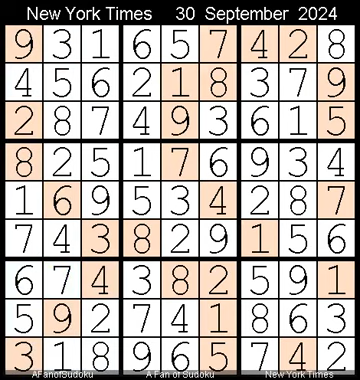 New York Times 30 September 2024
9 3 1 6 5 7 4 2 8
4 5 6 2 1 8 3 7 9
2 8 7 4 9 3 6 1 5
8 2 5 1 7 6 9 3 4
1 6 9 5 3 4 2 8 7
7 4 3 8 2 9 1 5 6
6 7 4 3 8 2 5 9 1
5 9 2 7 4 1 8 6 3
3 1 8 9 6 5 7 4 2
AFanofSudoku A Fan of Sudoku New York Times